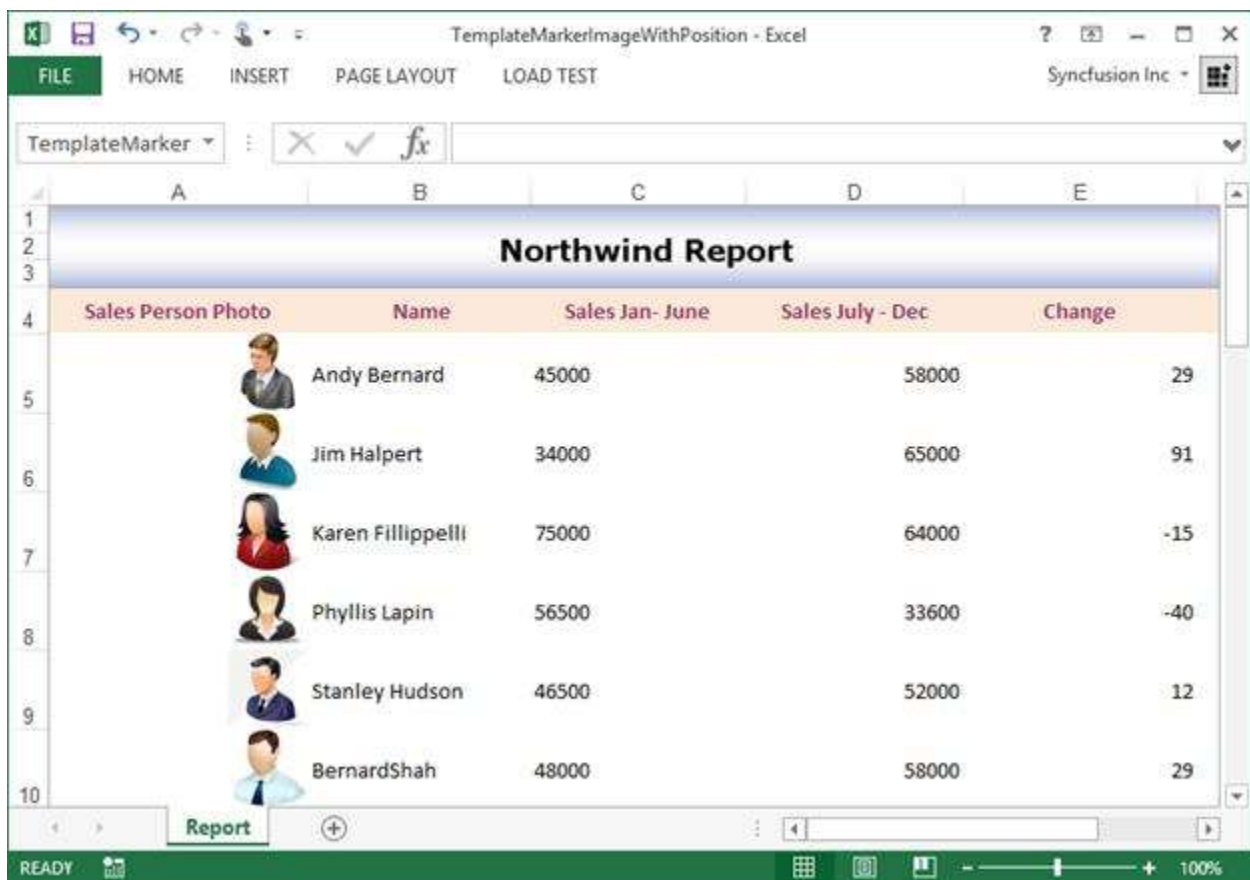 TemplateMarkerImageWithPosition - Excel
?
FILE HOME INSERT PAGE LAYOUT LOAD TEST Syncfusion Inc
TemplateMarker fx
A B C D E
1
2 Northwind Report
3
4 Sales Person Photo Name Sales Jan- June Sales July - Dec Change
5 Andy Bernard 45000 58000 29
6 Jim Halpert 34000 65000 91
7 Karen Fillippelli 75000 64000 -15
8 Phyllis Lapin 56500 33600 -40
9 Stanley Hudson 46500 52000 12
10 BernardShah 48000 58000 29
Report
READY 100%